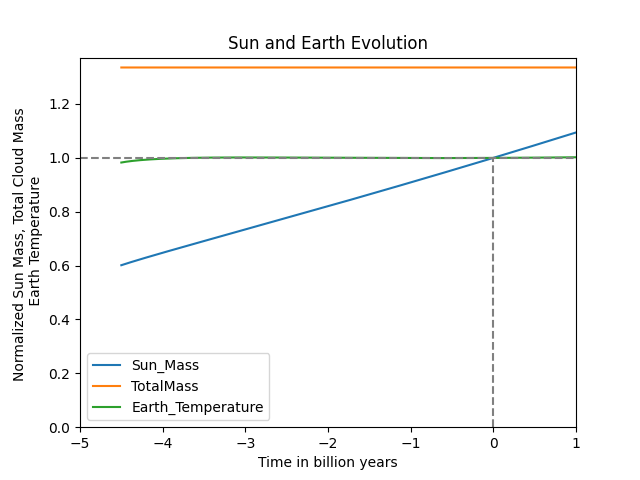 Sun and Earth Evolution
Normalized Sun Mass, Total Cloud Mass
Earth Temperature
1.2
1.0
0.8
0.6
0.4
0.2
0.0
Sun_Mass
TotalMass
Earth_Temperature
−5 −4 −3 −2 −1 0 1
Time in billion years